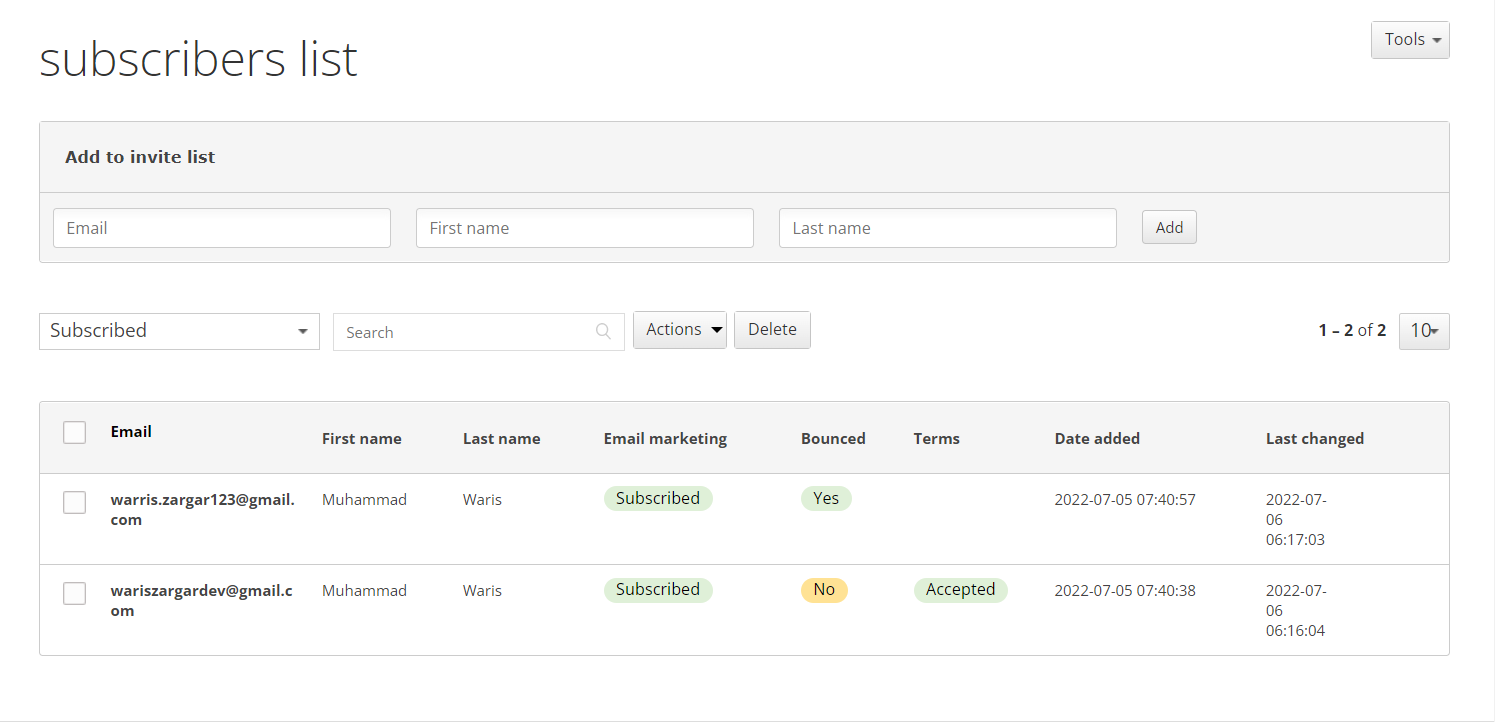 subscribers list
Tools
Add to invite list
Email First name Last name Add
Subscribed Search Actions Delete 1 – 2 of 2 10
Email First name Last name Email marketing Bounced Terms Date added Last changed
warris.zargar123@gmail. Muhammad Waris Subscribed Yes 2022-07-05 07:40:57 2022-07-
com 06
06:17:03
wariszargardev@gmail.c Muhammad Waris Subscribed No Accepted 2022-07-05 07:40:38 2022-07-
om 06
06:16:04